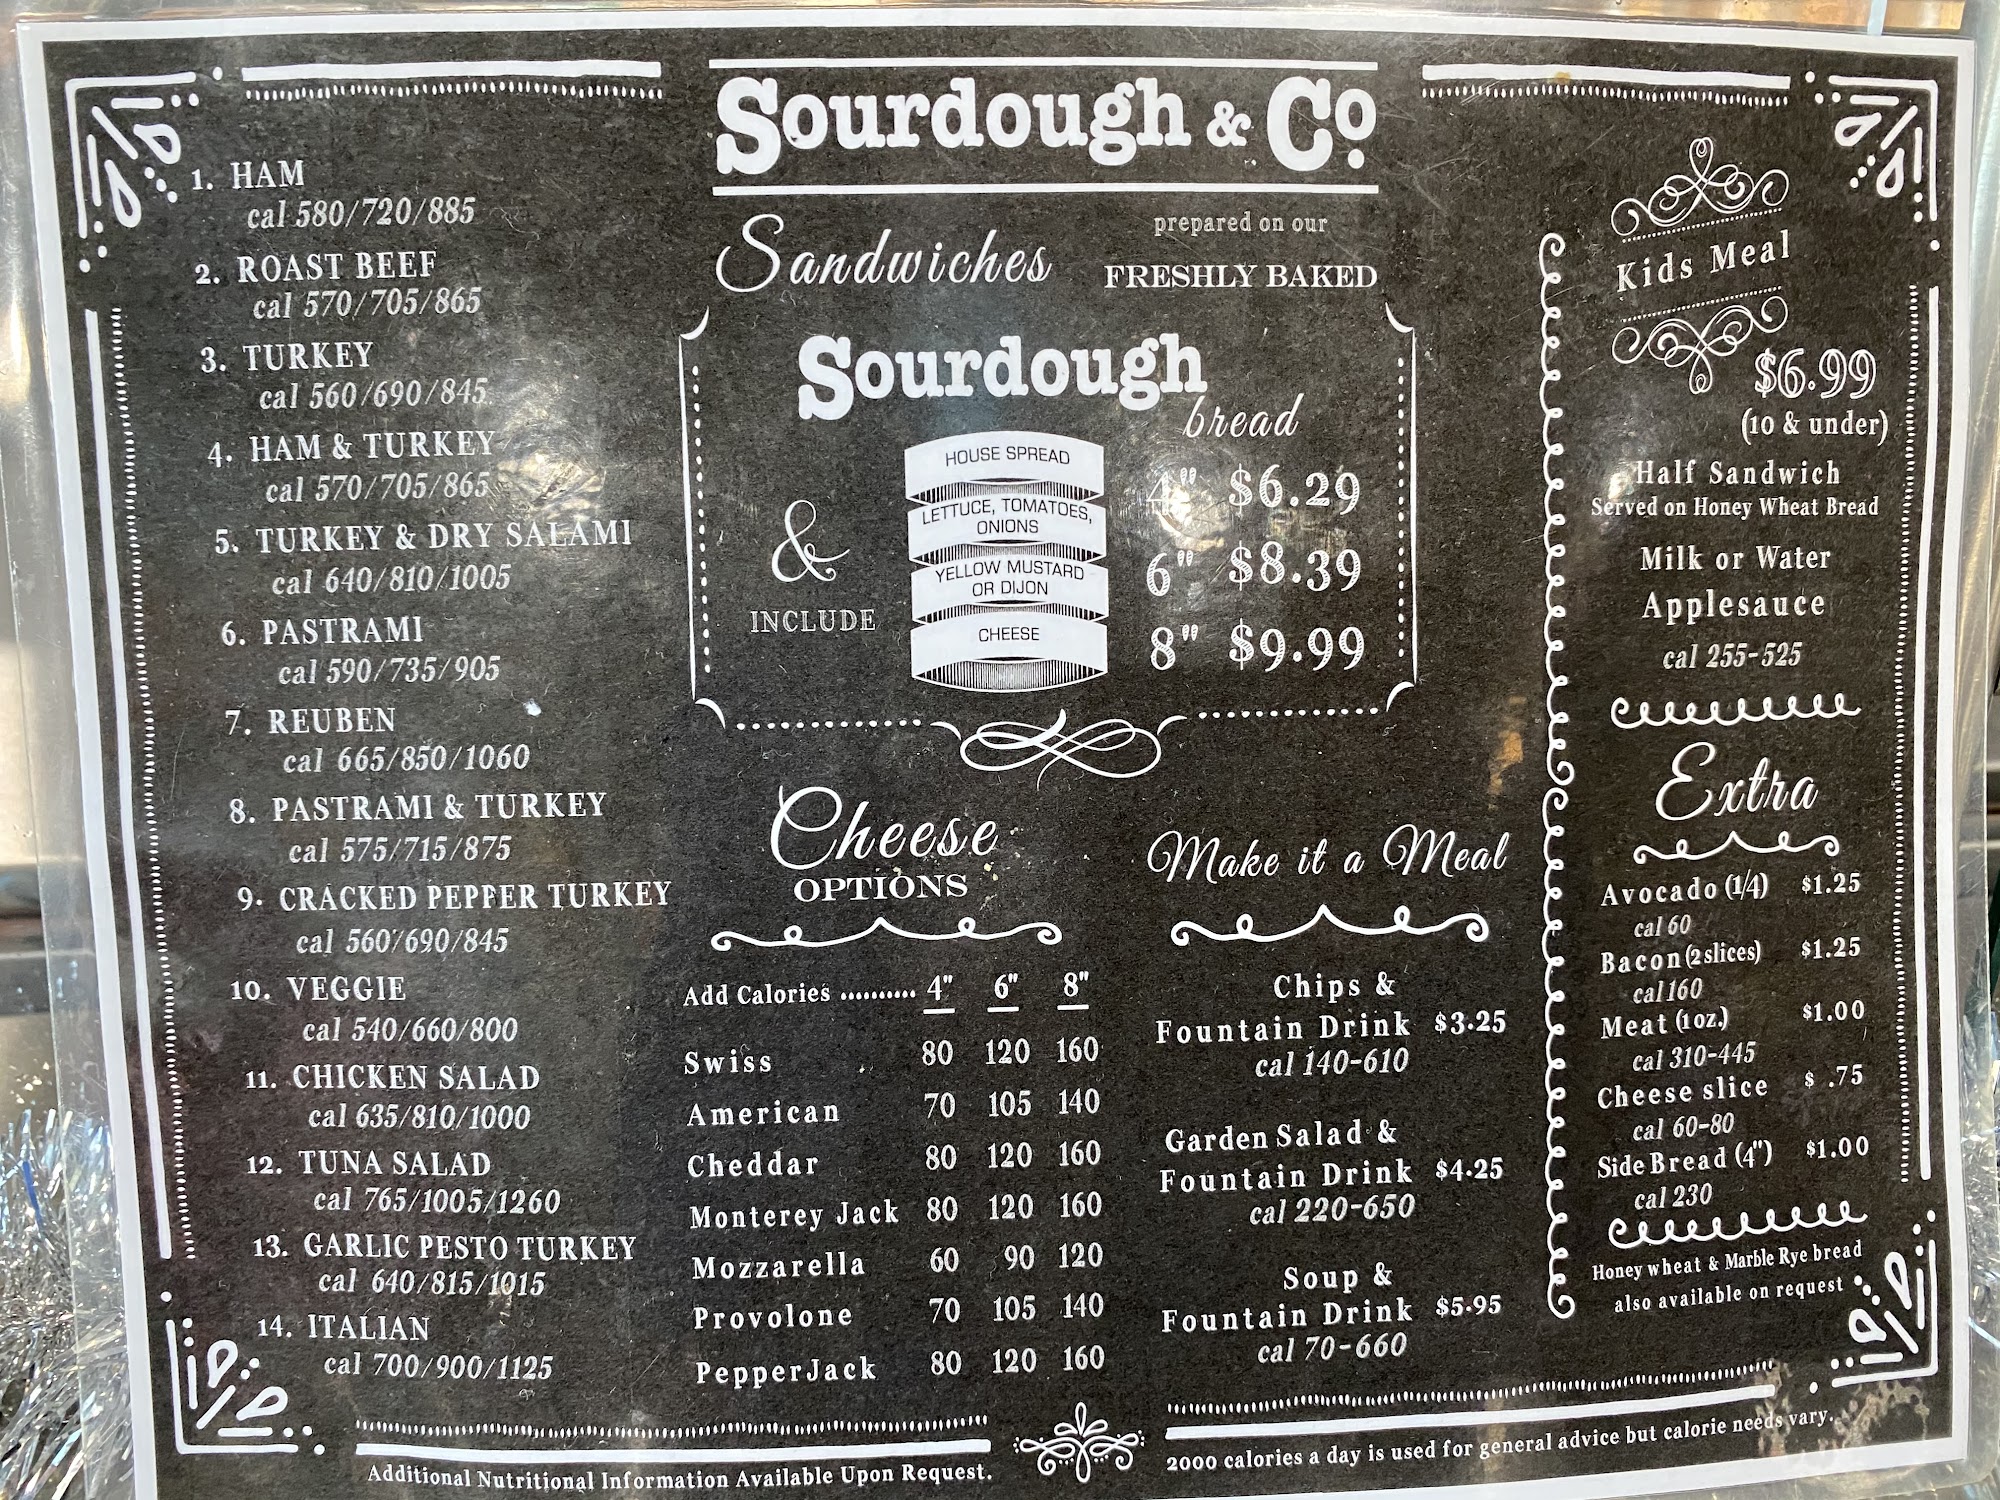 Sourdough & Co.
1. HAM
cal 580/720/885
2. ROAST BEEF
cal 570/705/865
3. TURKEY
cal 560/690/845
4. HAM & TURKEY
cal 570/705/865
5. TURKEY & DRY SALAMI
cal 640/810/1005
6. PASTRAMI
cal 590/735/905
7. REUBEN
cal 665/850/1060
8. PASTRAMI & TURKEY
cal 575/715/875
9. CRACKED PEPPER TURKEY
cal 560/690/845
10. VEGGIE
cal 540/660/800
11. CHICKEN SALAD
cal 635/810/1000
12. TUNA SALAD
cal 765/1005/1260
13. GARLIC PESTO TURKEY
cal 640/815/1015
14. ITALIAN
cal 700/900/1125
Sandwiches
prepared on our
FRESHLY BAKED
Sourdough
bread
&
INCLUDE
HOUSE SPREAD
LETTUCE, TOMATOES,
ONIONS
YELLOW MUSTARD
OR DIJON
CHEESE
4" $6.29
6" $8.39
8" $9.99
Cheese
OPTIONS
Add Calories .......... 4" 6" 8"
Swiss 80 120 160
American 70 105 140
Cheddar 80 120 160
Monterey Jack 80 120 160
Mozzarella 60 90 120
Provolone 70 105 140
PepperJack 80 120 160
Make it a Meal
Chips &
Fountain Drink $3.25
cal 140-610
Garden Salad &
Fountain Drink $4.25
cal 220-650
Soup &
Fountain Drink $5.95
cal 70-660
Kids Meal
$6.99
(10 & under)
Half Sandwich
Served on Honey Wheat Bread
Milk or Water
Applesauce
cal 255-525
Extra
Avocado (1/4) $1.25
cal 60
Bacon (2 slices) $1.25
cal 160
Meat (1 oz.) $1.00
cal 310-445
Cheese slice $ .75
cal 60-80
Side Bread (4") $1.00
cal 230
Honey wheat & Marble Rye bread
also available on request
Additional Nutritional Information Available Upon Request.
2000 calories a day is used for general advice but calorie needs vary.